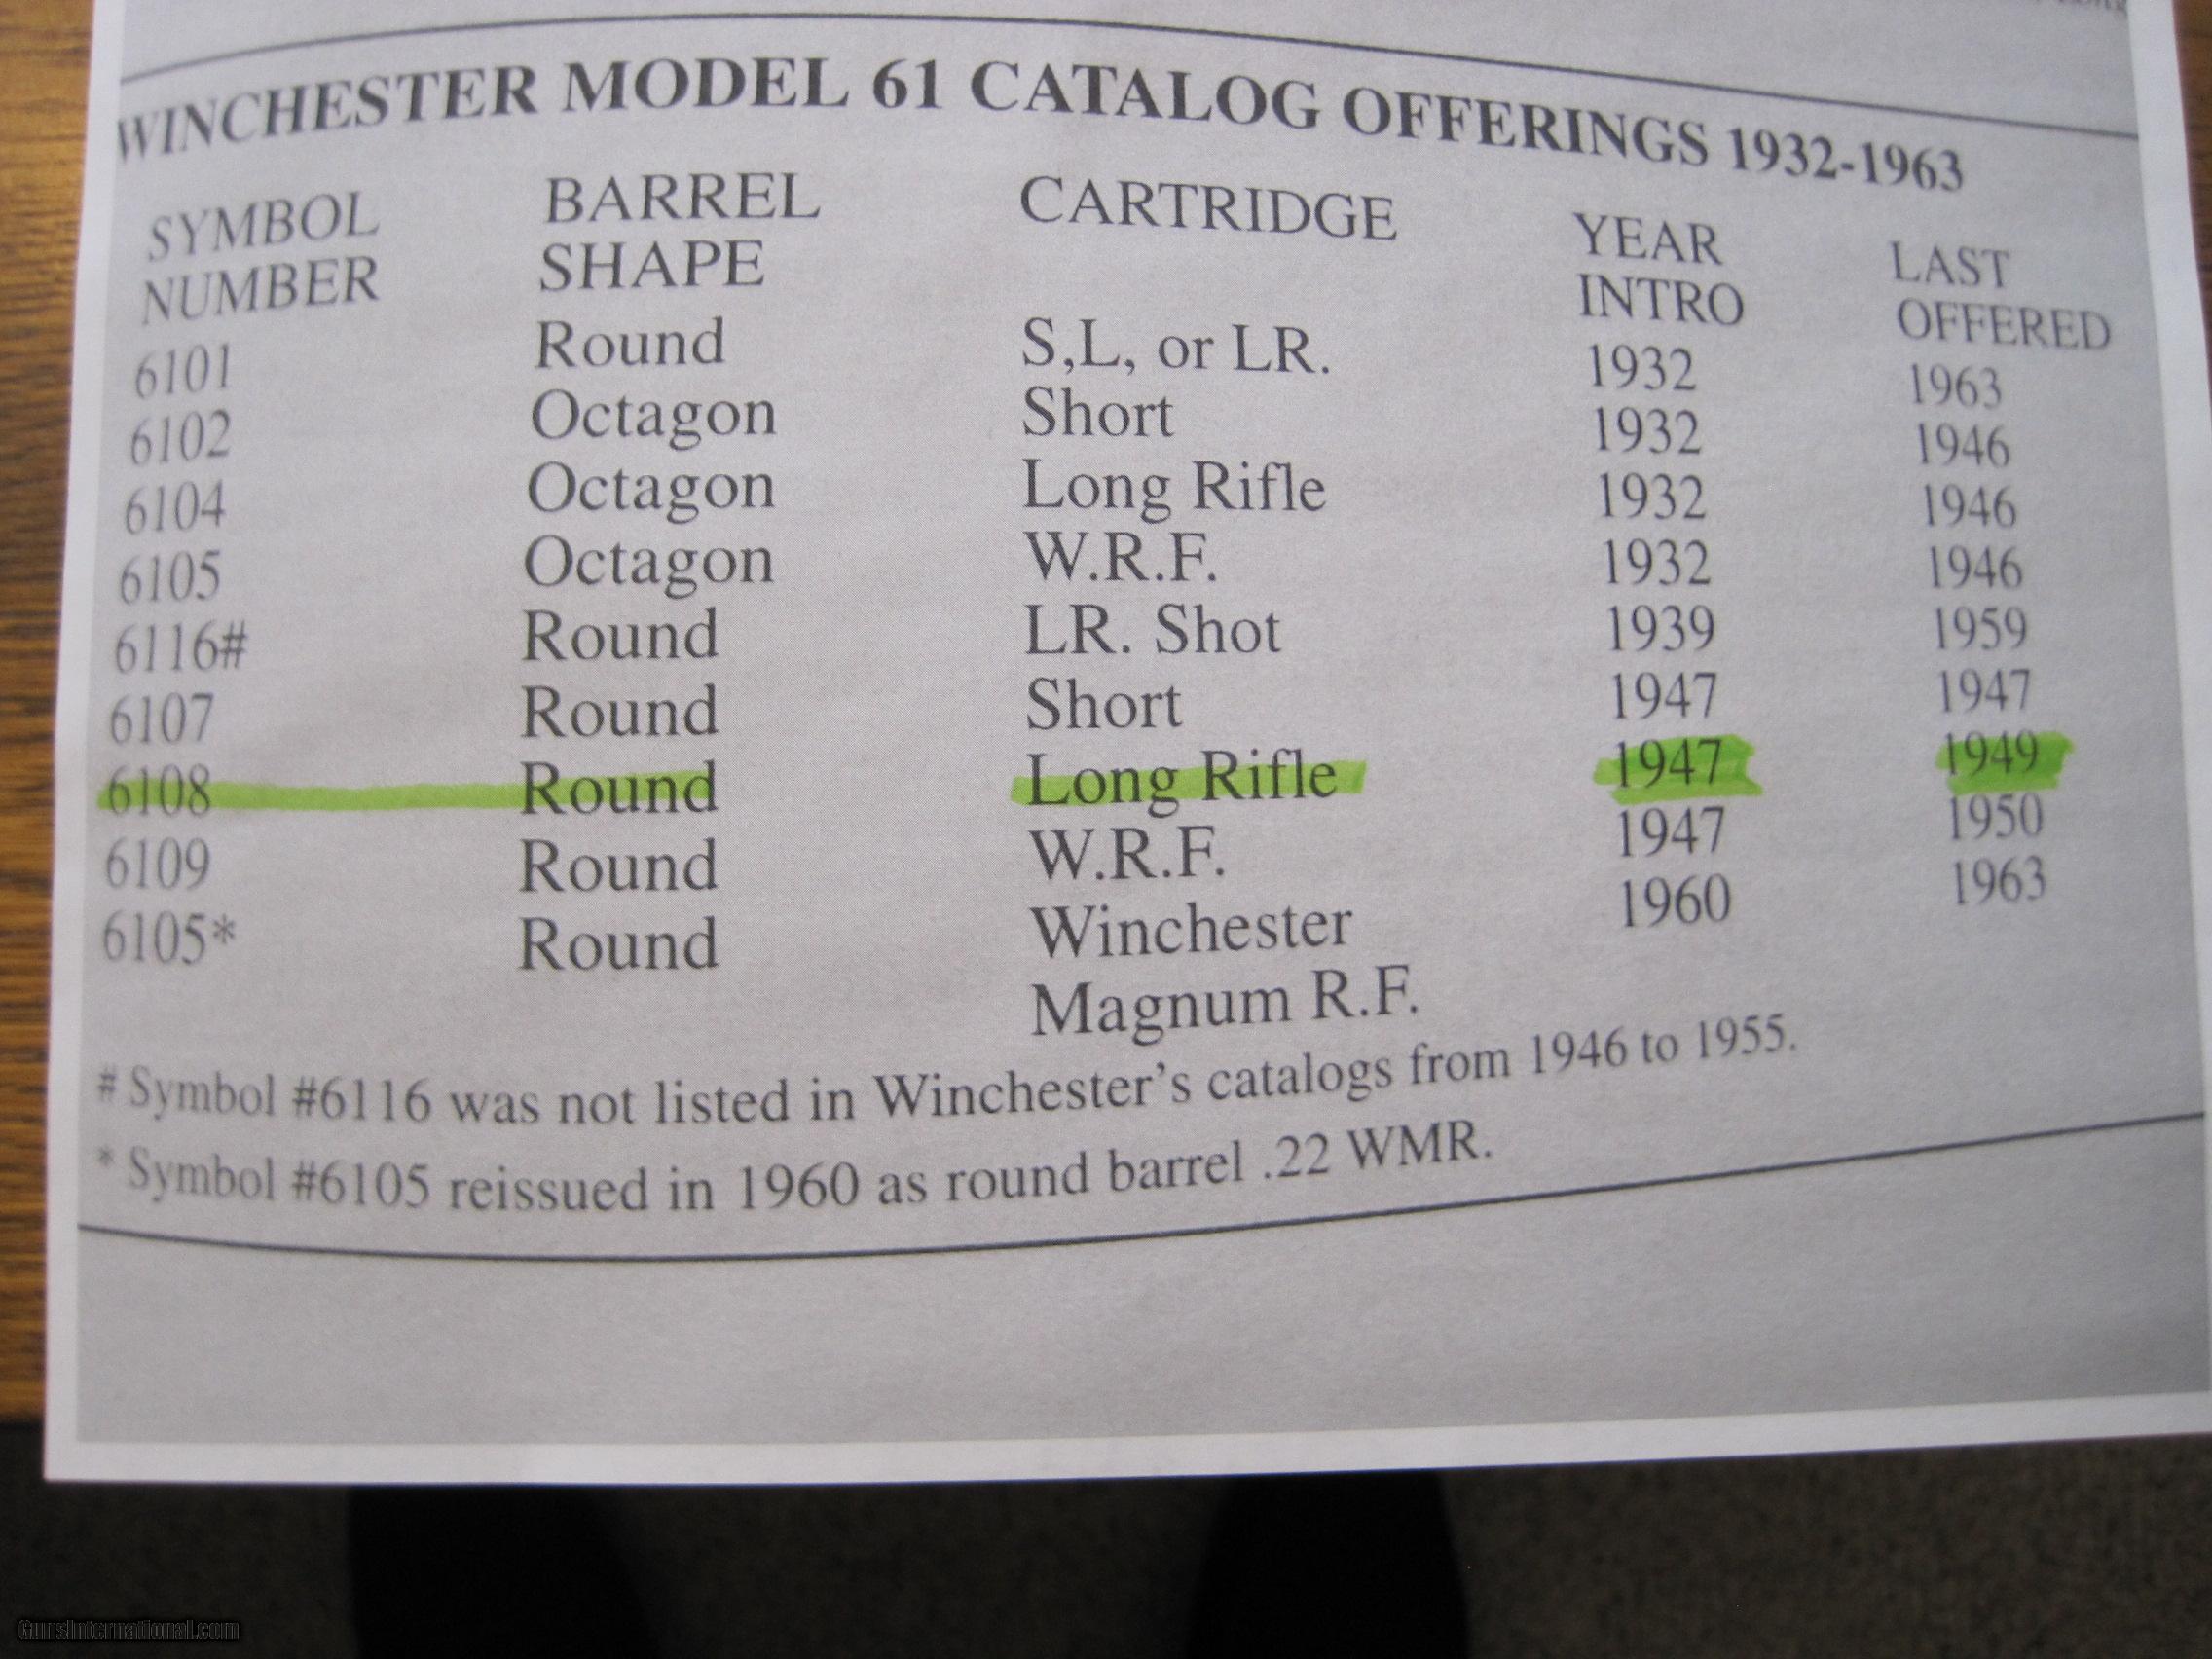 WINCHESTER MODEL 61 CATALOG OFFERINGS 1932-1963
SYMBOL NUMBER BARREL SHAPE CARTRIDGE YEAR INTRO LAST OFFERED
6101 Round S,L, or LR. 1932 1963
6102 Octagon Short 1932 1946
6104 Octagon Long Rifle 1932 1946
6105 Octagon W.R.F. 1932 1946
6116# Round LR. Shot 1939 1959
6107 Round Short 1947 1947
6108 Round Long Rifle 1947 1949
6109 Round W.R.F. 1947 1950
6105* Round Winchester 1960 1963
Magnum R.F.
# Symbol #6116 was not listed in Winchester's catalogs from 1946 to 1955.
* Symbol #6105 reissued in 1960 as round barrel .22 WMR.
GunsInternational.com